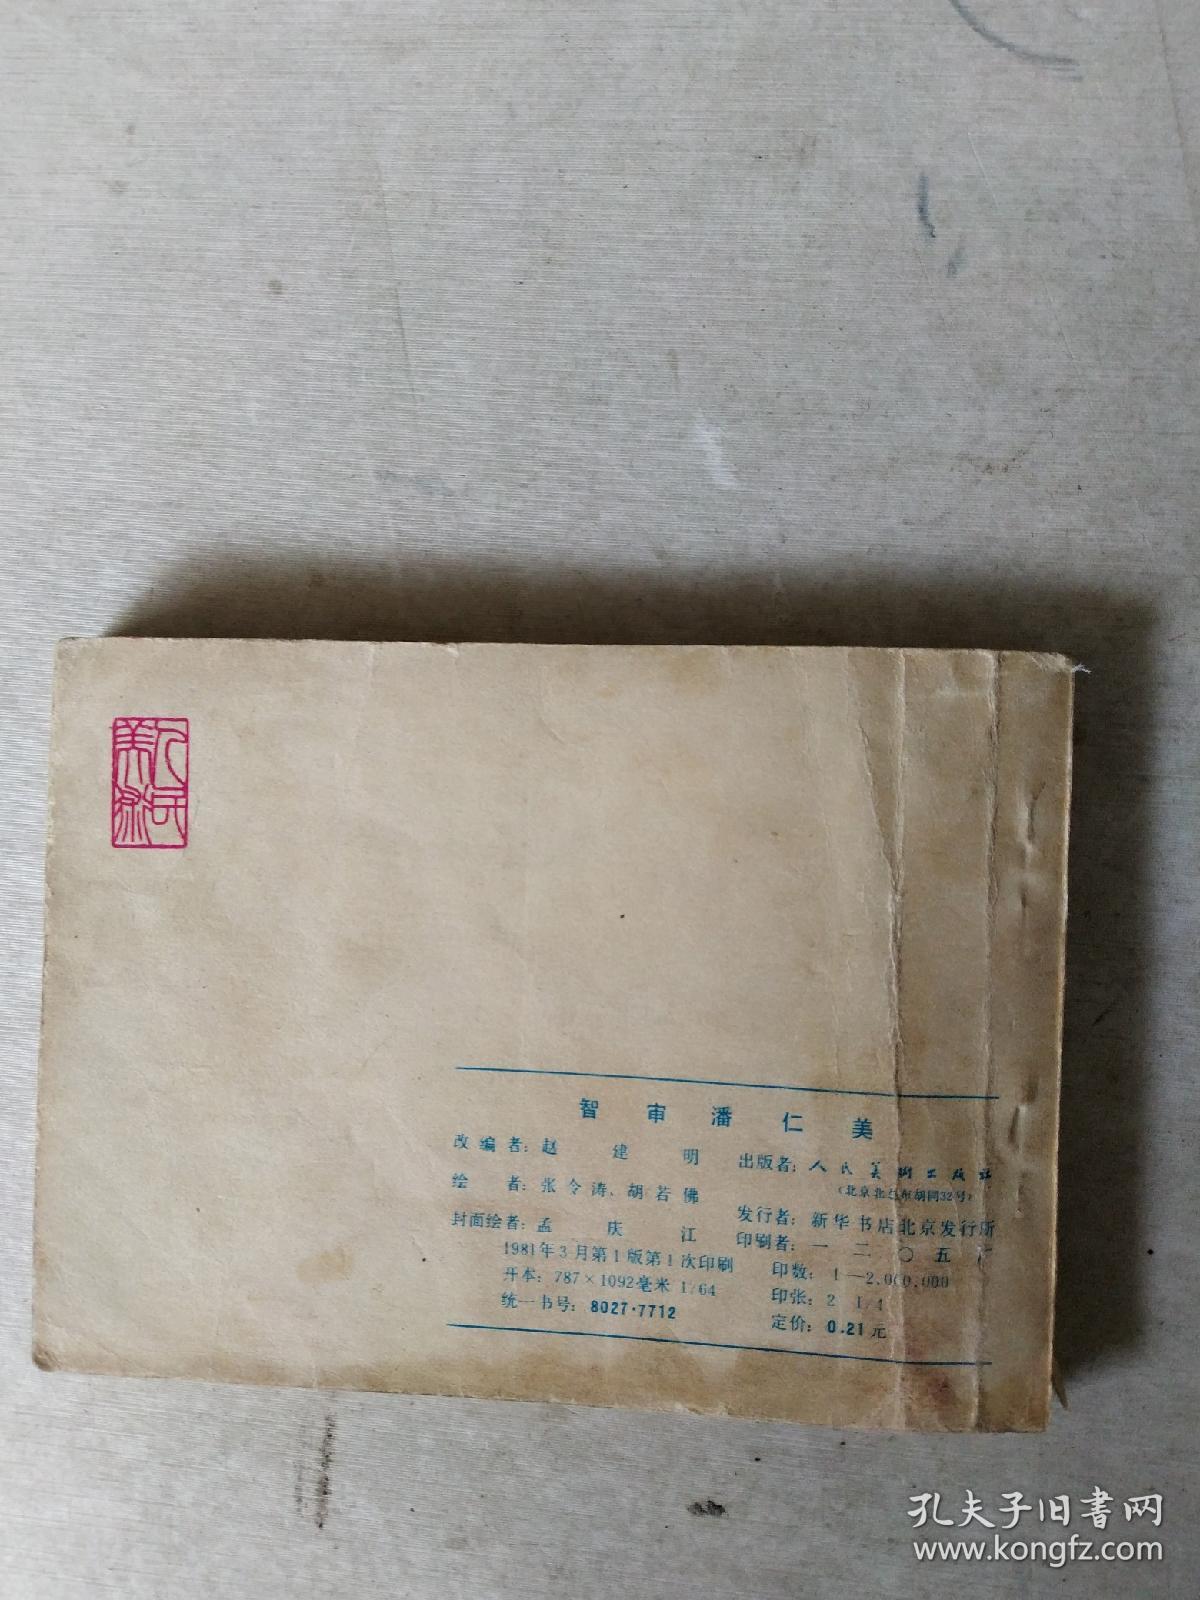 人民
美术
智审潘仁美
改编者：赵建明
绘者：张令涛、胡若佛
封面绘者：孟庆江
1981年3月第1版第1次印刷
开本：787×1092毫米 1/64
统一书号：8027·7712
出版者：人民美术出版社
（北京北总布胡同32号）
发行者：新华书店北京发行所
印刷者：一二〇五厂
印数：1—2,000,000
印张：2 1/4
定价：0.21元
孔夫子旧书网
www.kongfz.com